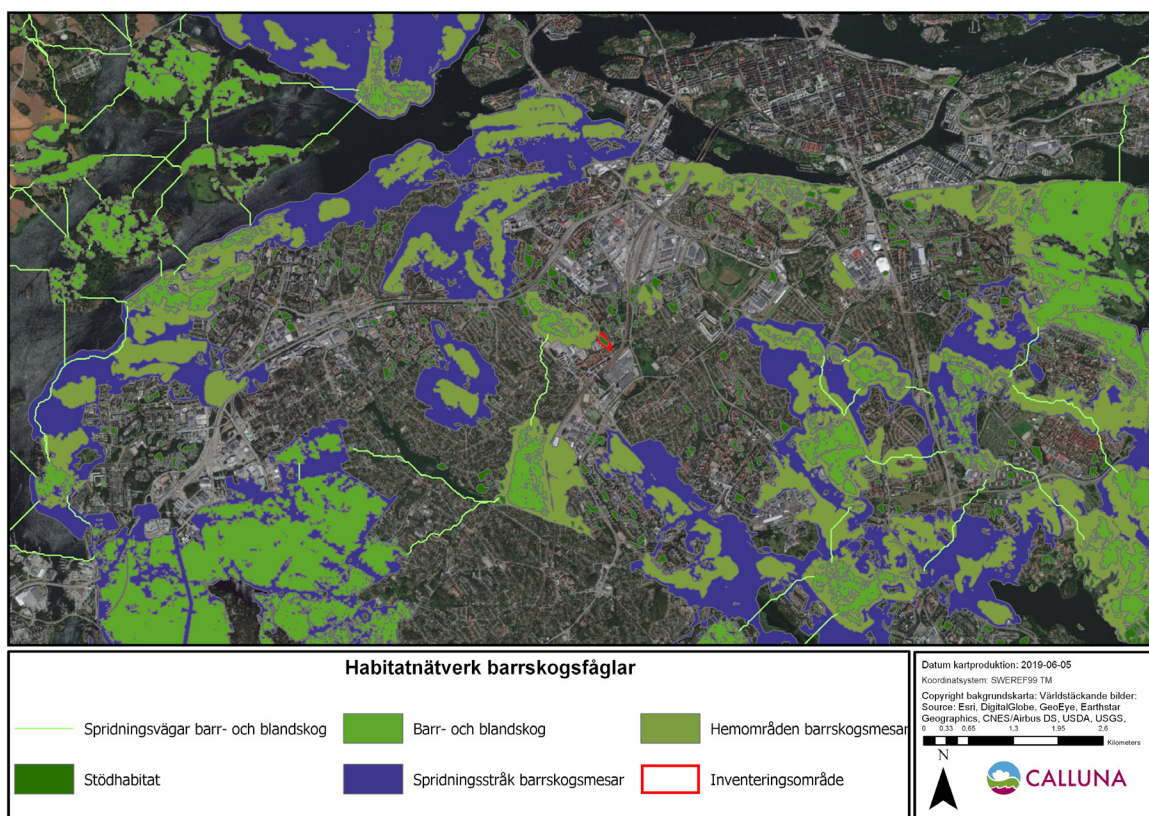 Habitatnätverk barrskogsfåglar
Spridningsvägar barr- och blandskog
Barr- och blandskog
Hemområden barrskogsmesar
Stödhabitat
Spridningsstråk barrskogsmesar
Inventeringsområde
Datum kartproduktion: 2019-06-05
Koordinatsystem: SWEREF99 TM
Copyright bakgrundskarta: Världstäckande bilder:
Source: Esri, DigitalGlobe, GeoEye, Earthstar
Geographics, CNES/Airbus DS, USDA, USGS,
0 0,33 0,65 1,3 1,95 2,6
Kilometers
N
CALLUNA